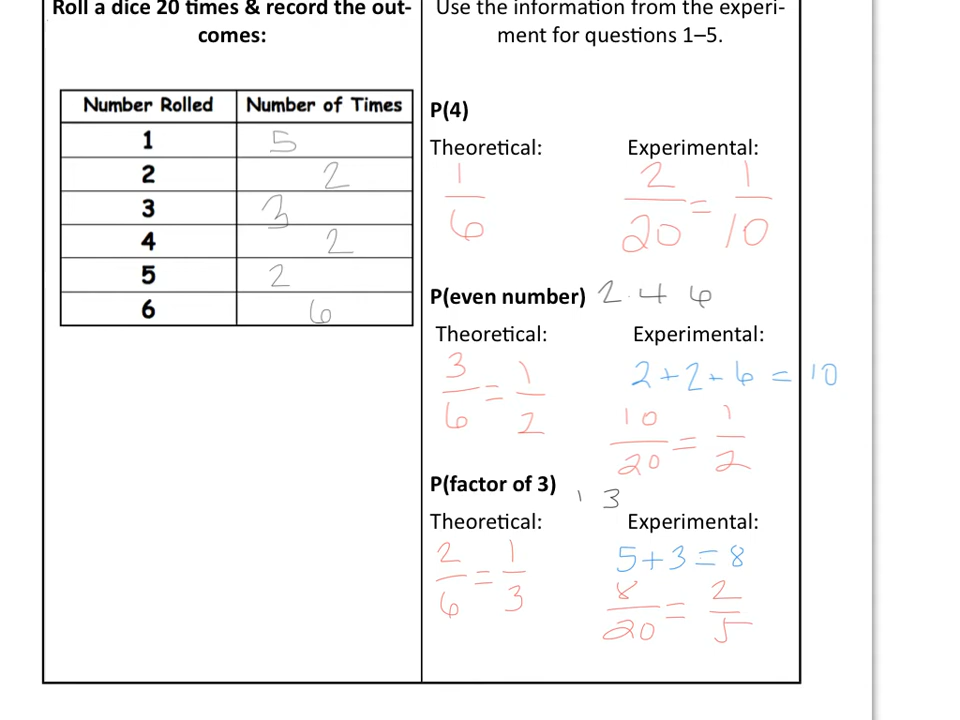 Roll a dice 20 times & record the out-
comes:
Number Rolled Number of Times
1 5
2 2
3 3
4 2
5 2
6 6
Use the information from the experi-
ment for questions 1–5.
P(4)
Theoretical: Experimental:
1/6 2/20 = 1/10
P(even number) 2 4 6
Theoretical: Experimental:
2 + 2 + 6 = 10
3/6 = 1/2 10/20 = 1/2
P(factor of 3) 1 3
Theoretical: Experimental:
5 + 3 = 8
2/6 = 1/3 8/20 = 2/5